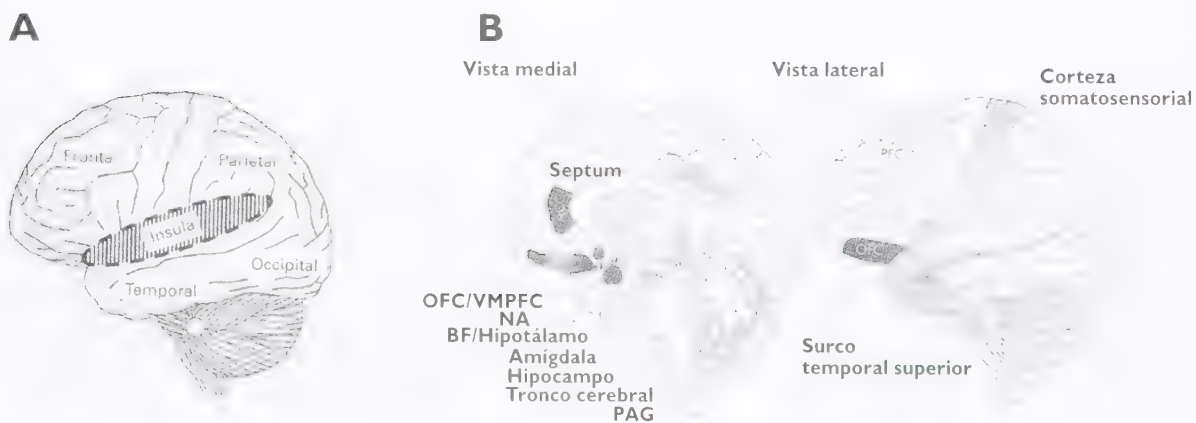 A
B
Vista medial
Vista lateral
Corteza
somatosensorial
Frontal
Parietal
Insula
Occipital
Temporal
Septum
PFC
OFC/VMPFC
NA
BF/Hipotálamo
Amígdala
Hipocampo
Tronco cerebral
PAG
Surco
temporal superior